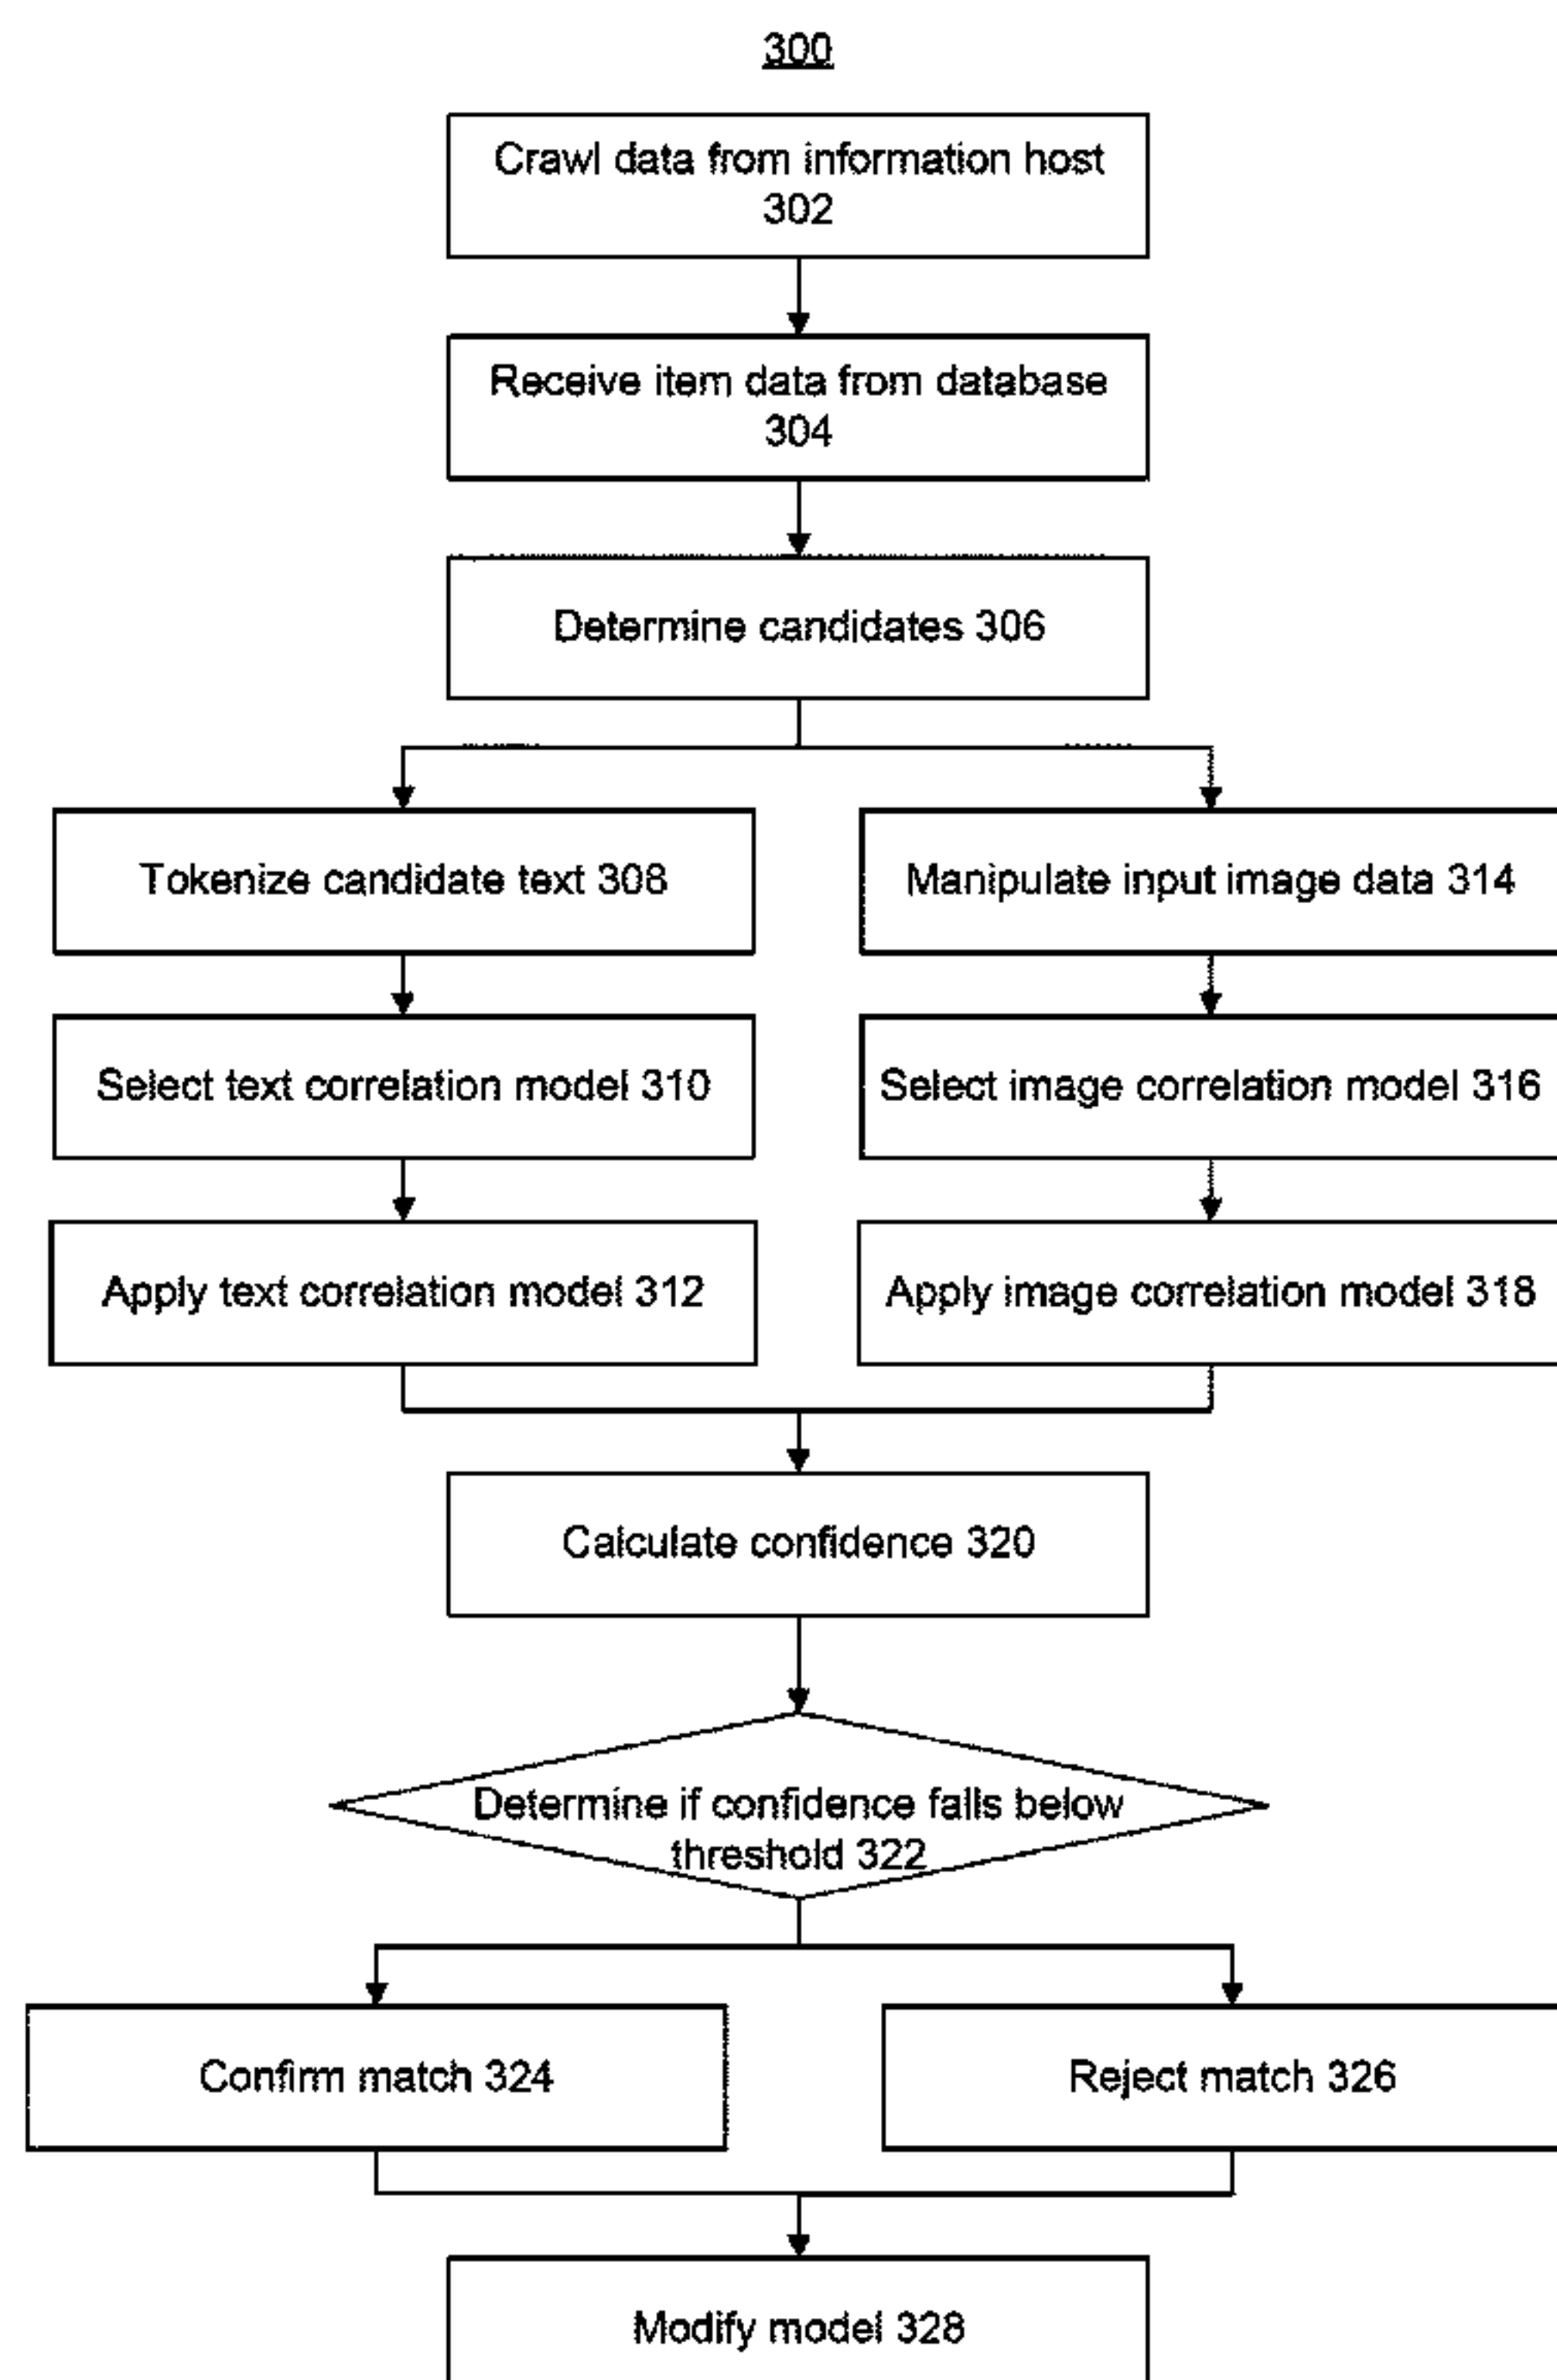 300
Crawl data from information host
302
Receive item data from database
304
Determine candidates 306
Tokenize candidate text 308
Manipulate input image data 314
Select text correlation model 310
Select image correlation model 316
Apply text correlation model 312
Apply image correlation model 318
Calculate confidence 320
Determine if confidence falls below
threshold 322
Confirm match 324
Reject match 326
Modify model 328